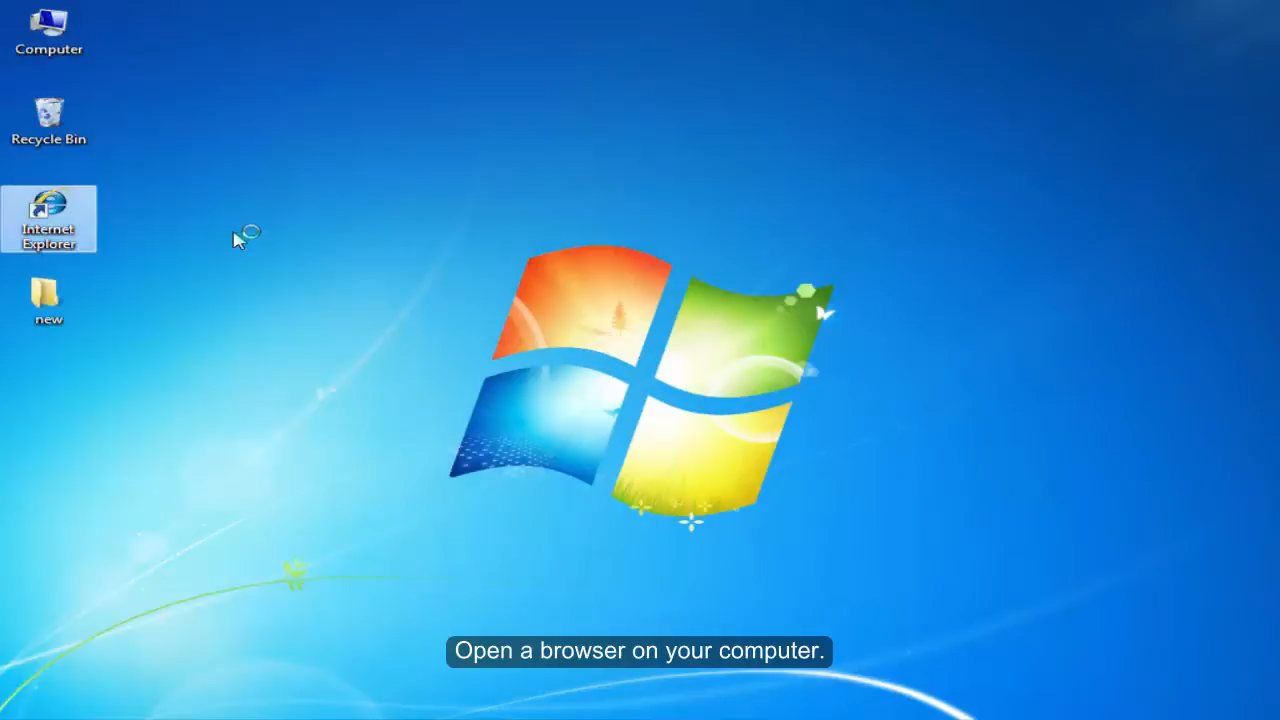 Computer
Recycle Bin
Internet
Explorer
new
Open a browser on your computer.